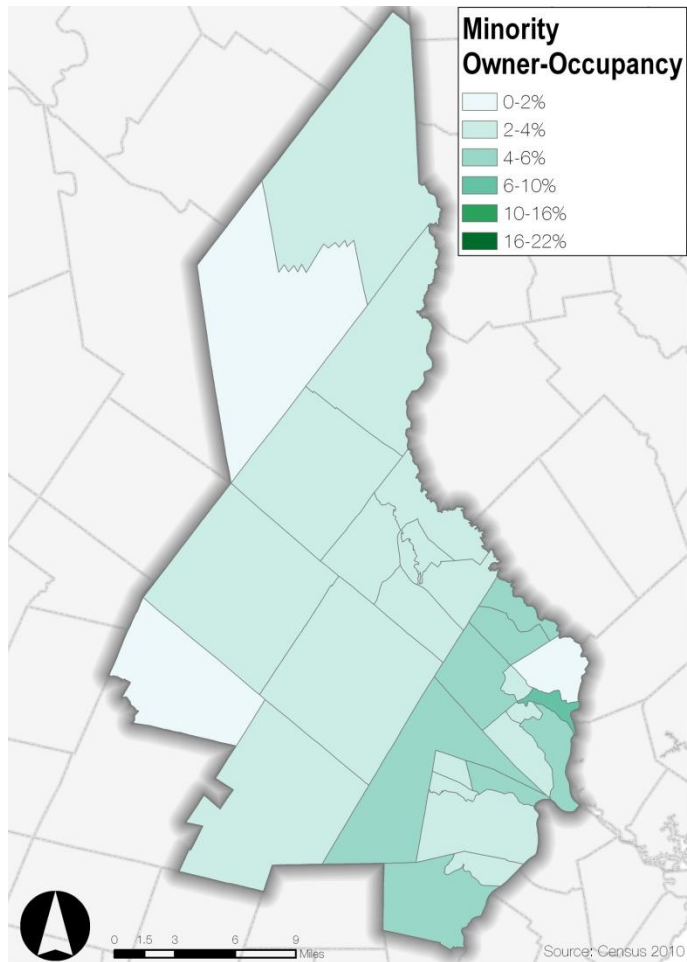 Minority
Owner-Occupancy
0-2%
2-4%
4-6%
6-10%
10-16%
16-22%
0 1.5 3 6 9
Miles
Source: Census 2010